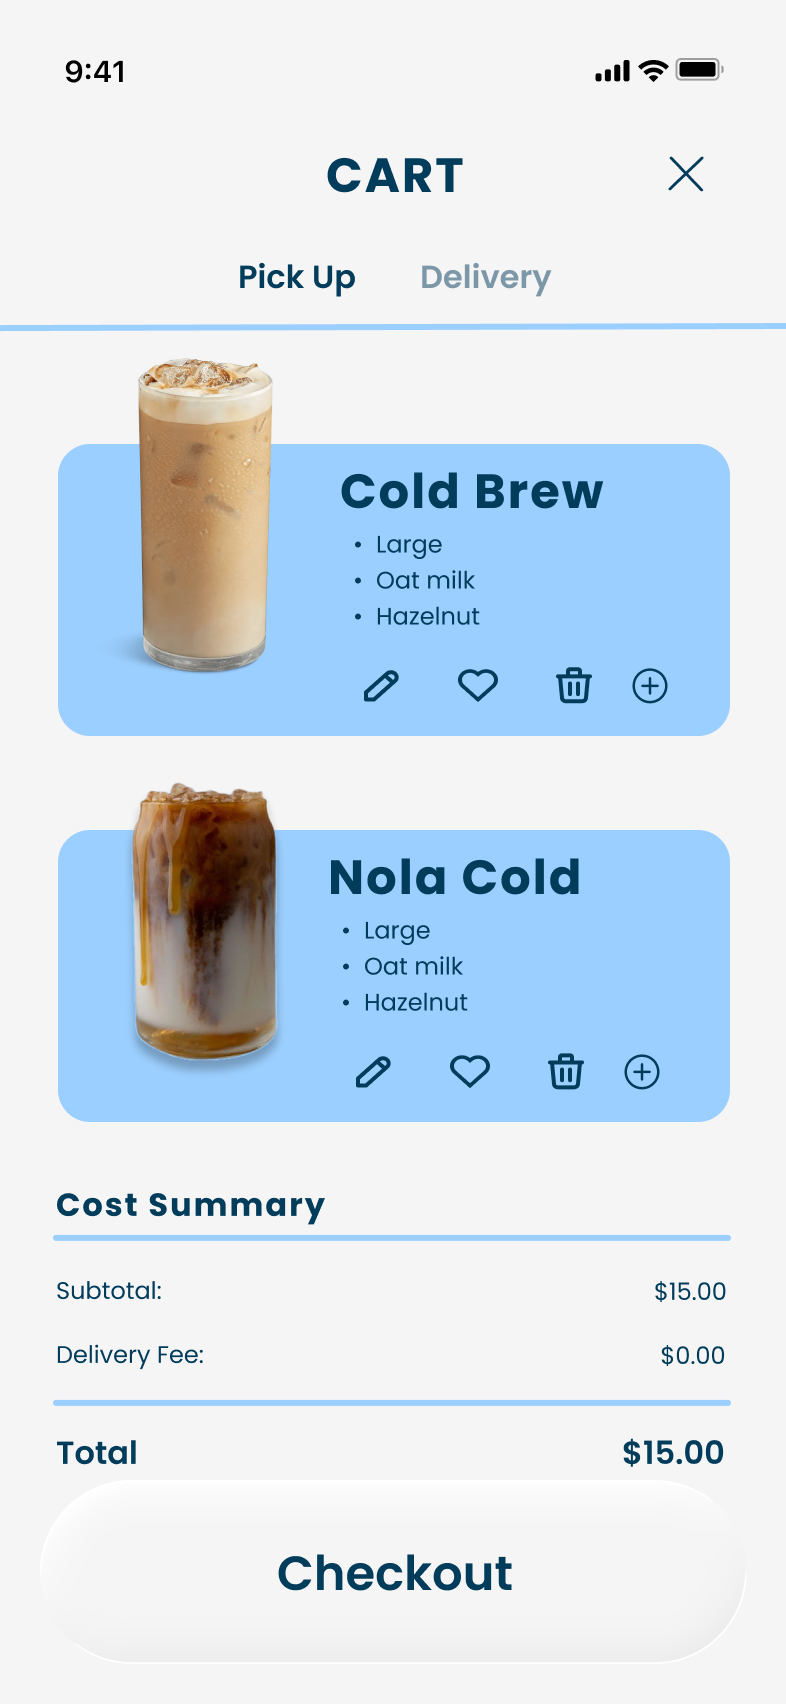 9:41
CART
Pick Up Delivery
Cold Brew
• Large
• Oat milk
• Hazelnut
Nola Cold
• Large
• Oat milk
• Hazelnut
Cost Summary
Subtotal: $15.00
Delivery Fee: $0.00
Total $15.00
Checkout